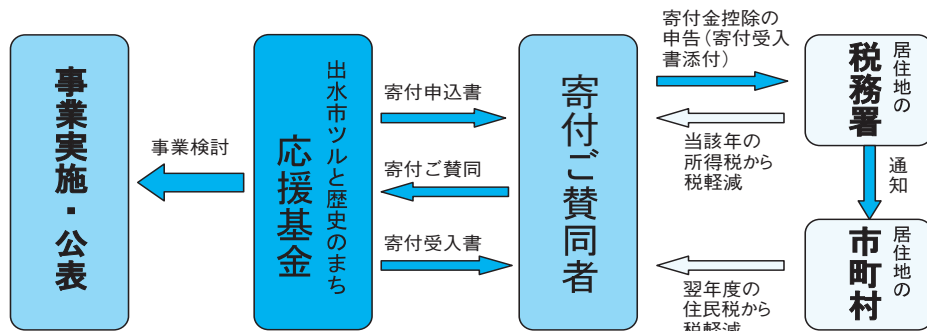 事業実施・公表
事業検討
出水市ツルと歴史のまち
応援基金
寄付申込書
寄付ご賛同
寄付受入書
寄付ご賛同者
寄付金控除の
申告(寄付受入
書添付)
当該年の
所得税から
税軽減
居住地の
税務署
通知
居住地の
市町村
翌年度の
住民税から
税軽減